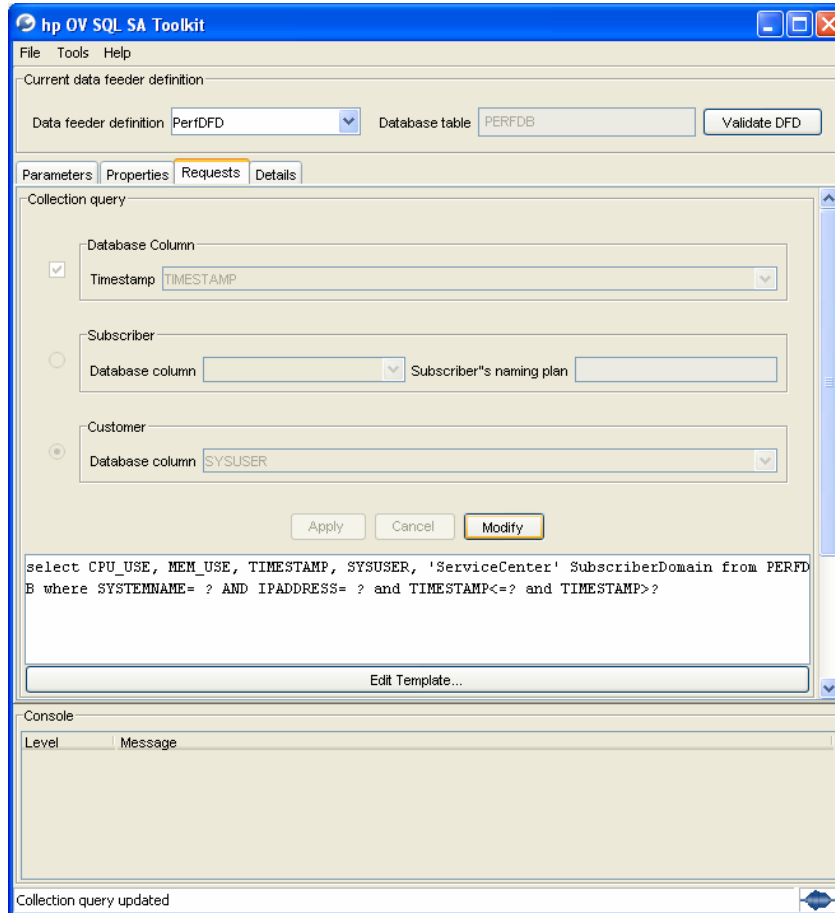 hp OV SQL SA Toolkit
File Tools Help
Current data feeder definition
Data feeder definition PerfDFD Database table PERFDB Validate DFD
Parameters Properties Requests Details
Collection query
Database Column
Timestamp TIMESTAMP
Subscriber
Database column Subscriber"s naming plan
Customer
Database column SYSUSER
Apply Cancel Modify
select CPU_USE, MEM_USE, TIMESTAMP, SYSUSER, 'ServiceCenter' SubscriberDomain from PERFD
B where SYSTEMNAME= ? AND IPADDRESS= ? and TIMESTAMP<=? and TIMESTAMP>?
Edit Template...
Console
Level Message
Collection query updated